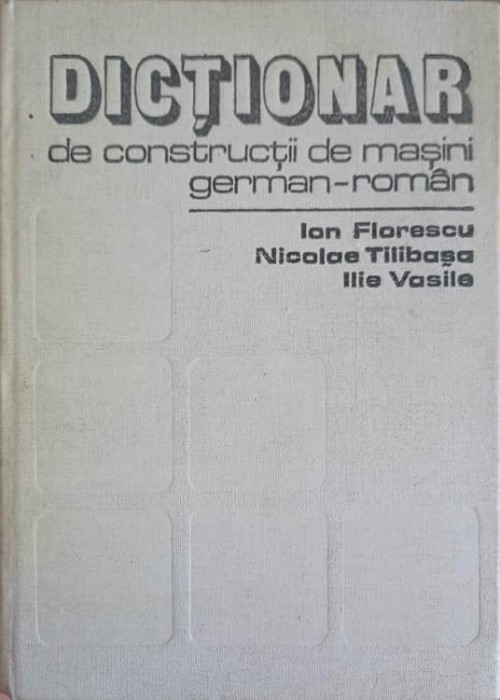 DICȚIONAR
de construcții de mașini
german-român
Ion Florescu
Nicolae Tilibașa
Ilie Vasile